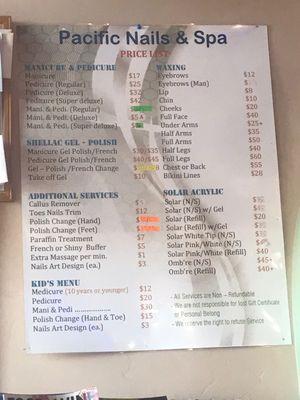 Pacific Nails & Spa
PRICE LIST
MANICURE & PEDICURE
Manicure $17
Pedicure (Regular) $25
Pedicure (Deluxe) $32
Pedicure (Super deluxe) $42
Mani. & Pedi. (Regular)
Mani. & Pedi. (Deluxe)
Mani. & Pedi. (Super deluxe)
SHELLAC GEL - POLISH
Manicure Gel Polish/French $30/$35
Pedicure Gel Polish/French $40/$45
Gel - Polish /French Change
Take off Gel $10
ADDITIONAL SERVICES
Callus Remover
Toes Nails Trim $12
Polish Change (Hand)
Polish Change (Feet)
Paraffin Treatment $7
French or Shiny Buffer $5
Extra Massage per min. $1
Nails Art Design (ea.) $3
KID'S MENU
Medicure (10 years or younger) $12
Pedicure $20
Mani & Pedi ................... $30
Polish Change (Hand & Toe) $15
Nails Art Design (ea.) $3
WAXING
Eyebrows $12
Eyebrows (Man)
Lip $8
Chin $10
Cheeks $20
Full Face $40
Under Arms $25+
Half Arms $35
Full Arms $50
Half Legs $40
Full Legs $60
Chest or Back $55
Bikini Lines $28
SOLAR ACRYLIC
Solar (N/S)
Solar (N/S) w/ Gel
Solar (Refill) $20
Solar (Refill) w/ Gel
Solar White Tip (N/S)
Solar Pink/White (N/S)
Solar Pink/White (Refill)
Omb're (N/S)
Omb're (Refill) $40+
- All Services are Non - Refundable
- We are not responsible for lost Gift Certificate
or Personal Belong
- We reserve the right to refuse Service